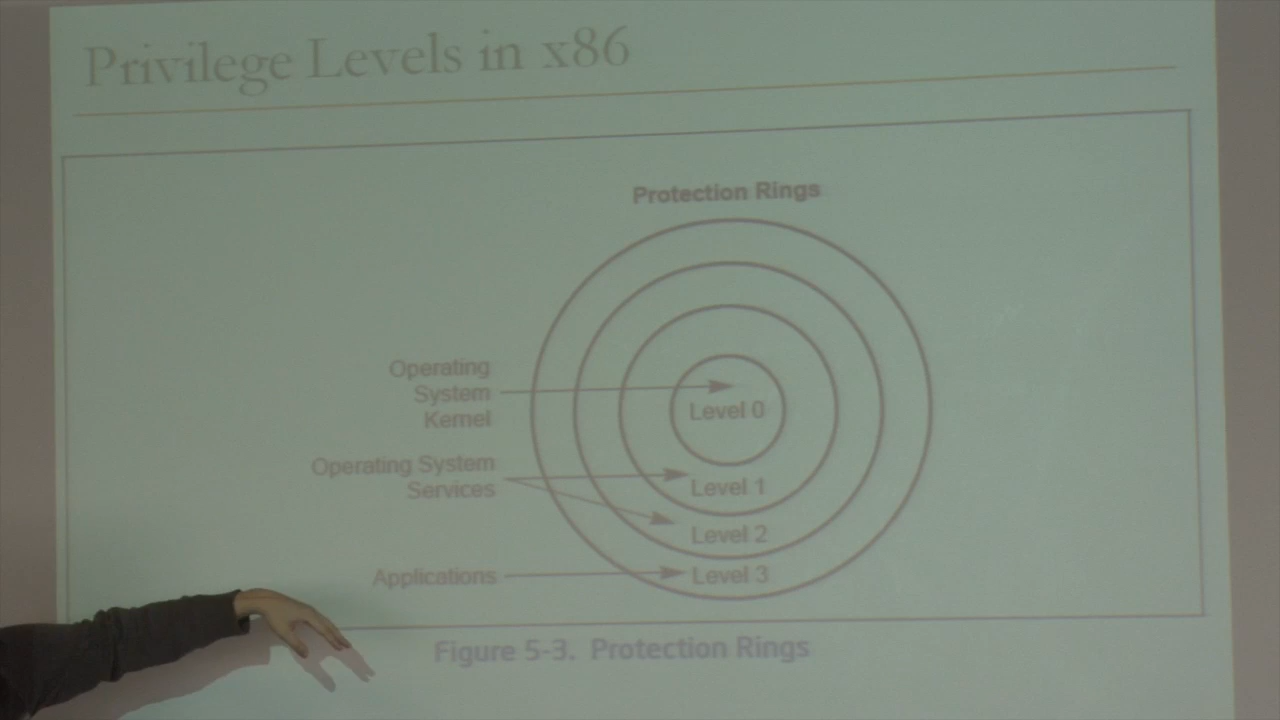 Privilege Levels in x86
Protection Rings
Operating
System
Kernel
Level 0
Operating System
Services
Level 1
Level 2
Applications
Level 3
Figure 5-3. Protection Rings